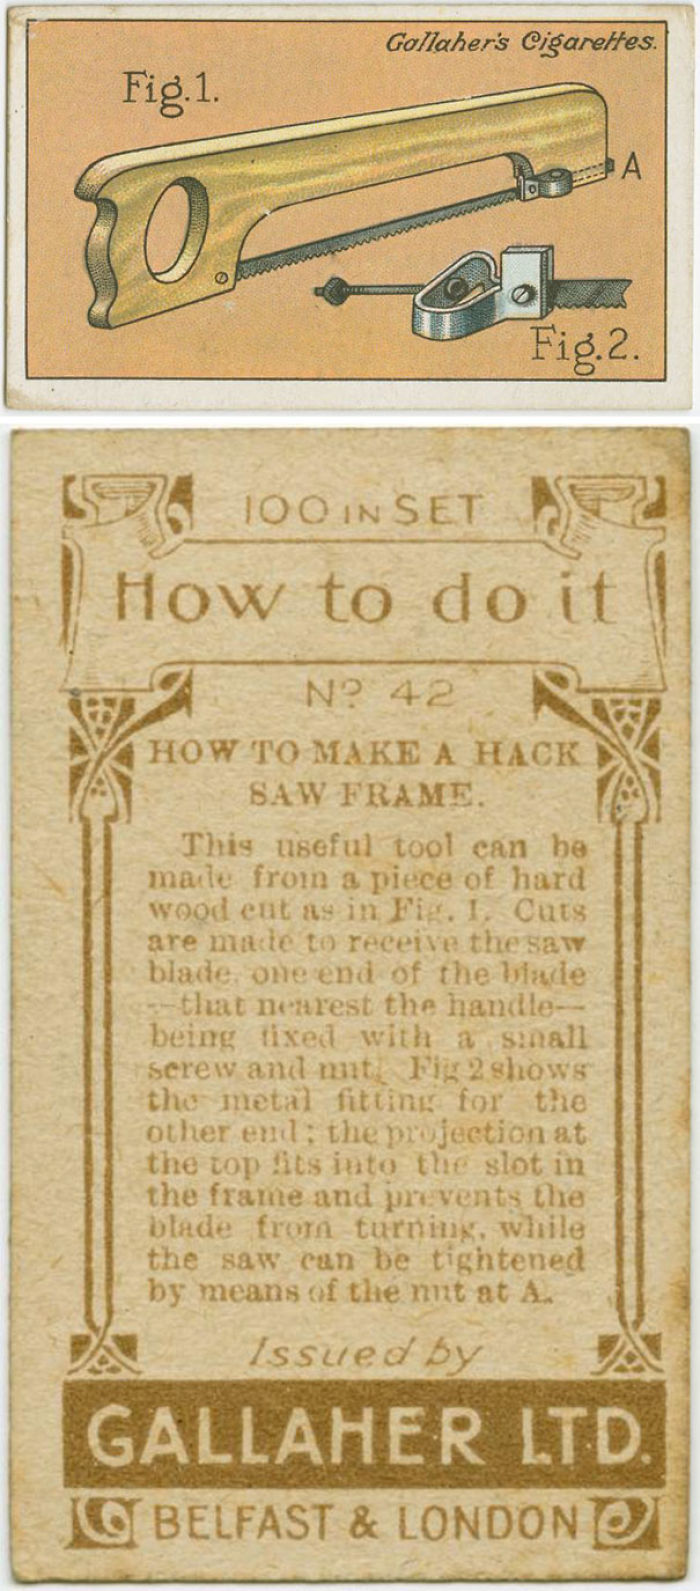 Gallaher's Cigarettes.
Fig.1.
A
Fig.2.
100 IN SET
How to do it
Nº 42
HOW TO MAKE A HACK
SAW FRAME.
This useful tool can be
made from a piece of hard
wood cut as in Fig. 1. Cuts
are made to receive the saw
blade, one end of the blade
—that nearest the handle—
being fixed with a small
screw and nut. Fig 2 shows
the metal fitting for the
other end; the projection at
the top fits into the slot in
the frame and prevents the
blade from turning, while
the saw can be tightened
by means of the nut at A.
Issued by
GALLAHER LTD.
BELFAST & LONDON